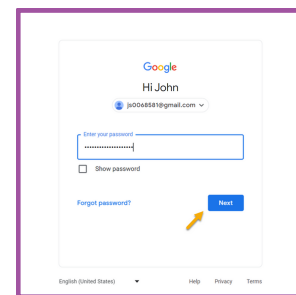 Google
Hi John
js0068581@gmail.com
Enter your password
Show password
Forgot password?
Next
English (United States)
Help Privacy Terms